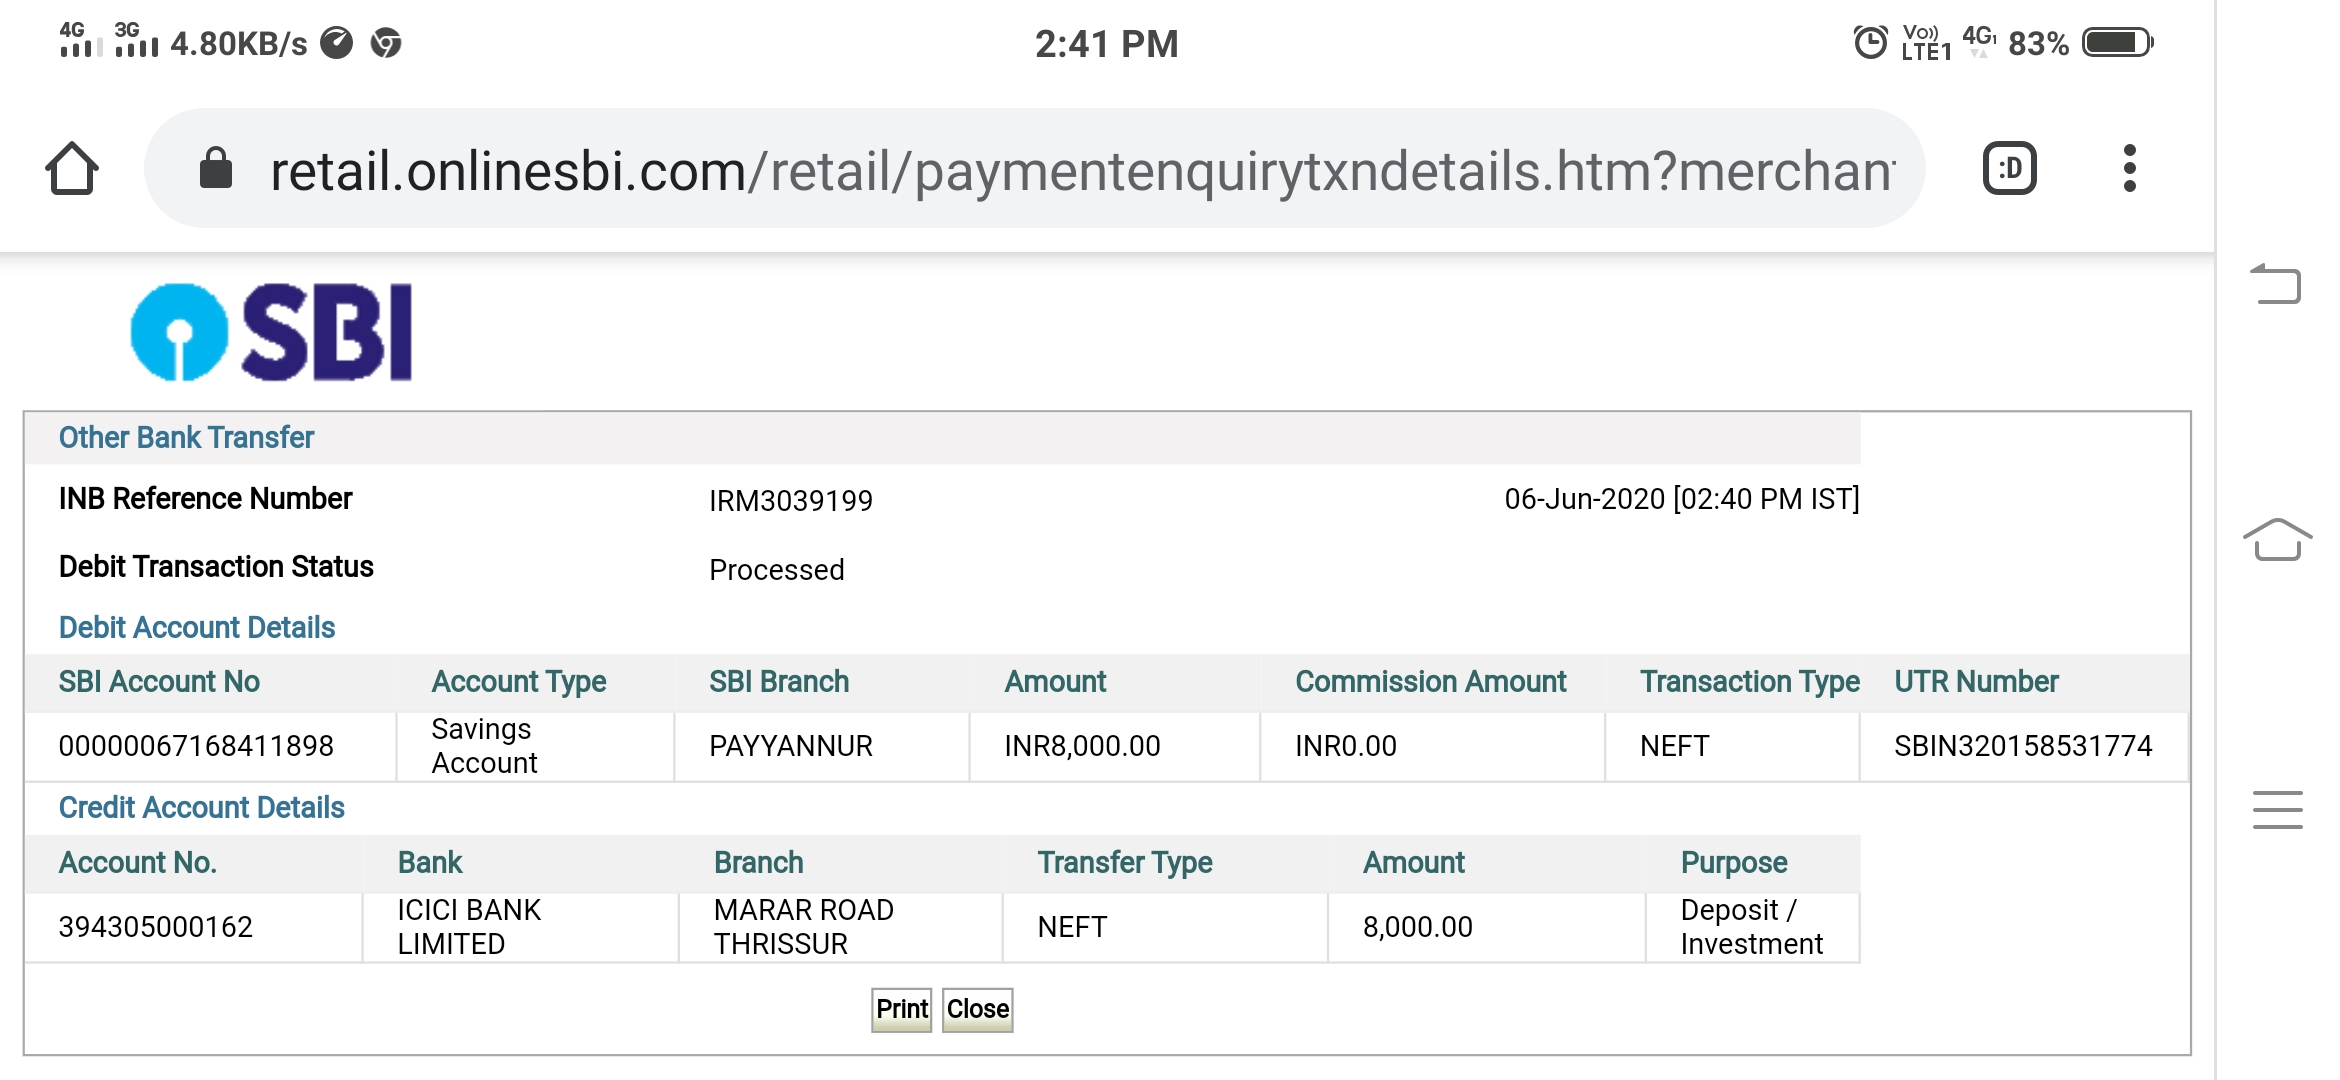 4G 3G 4.80KB/s 2:41 PM Vo)) LTE1 4G1 83%
retail.onlinesbi.com/retail/paymentenquirytxndetails.htm?merchan :D
SBI
Other Bank Transfer
INB Reference Number IRM3039199 06-Jun-2020 [02:40 PM IST]
Debit Transaction Status Processed
Debit Account Details
SBI Account No Account Type SBI Branch Amount Commission Amount Transaction Type UTR Number
00000067168411898 Savings Account PAYYANNUR INR8,000.00 INR0.00 NEFT SBIN320158531774
Credit Account Details
Account No. Bank Branch Transfer Type Amount Purpose
394305000162 ICICI BANK LIMITED MARAR ROAD THRISSUR NEFT 8,000.00 Deposit / Investment
Print Close